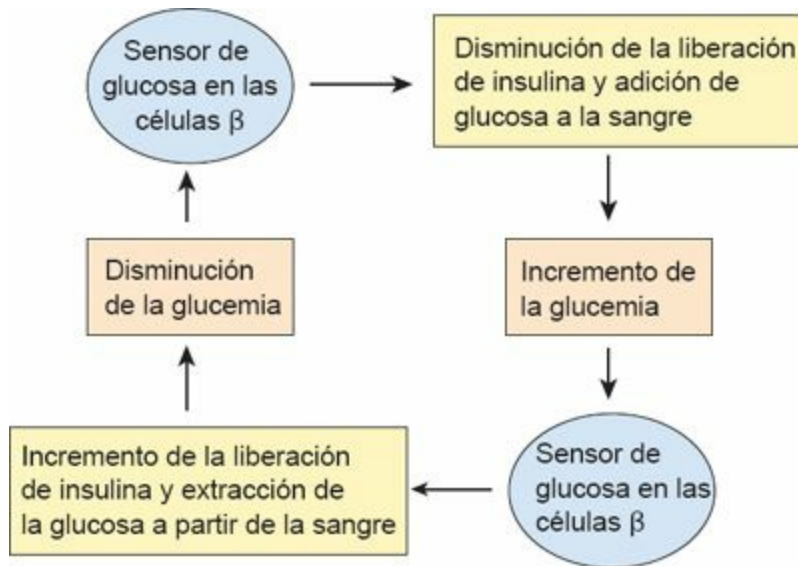 Sensor de
glucosa en las
células β
Disminución de la liberación
de insulina y adición de
glucosa a la sangre
Disminución
de la glucemia
Incremento de
la glucemia
Incremento de la liberación
de insulina y extracción de
la glucosa a partir de la sangre
Sensor de
glucosa en las
células β